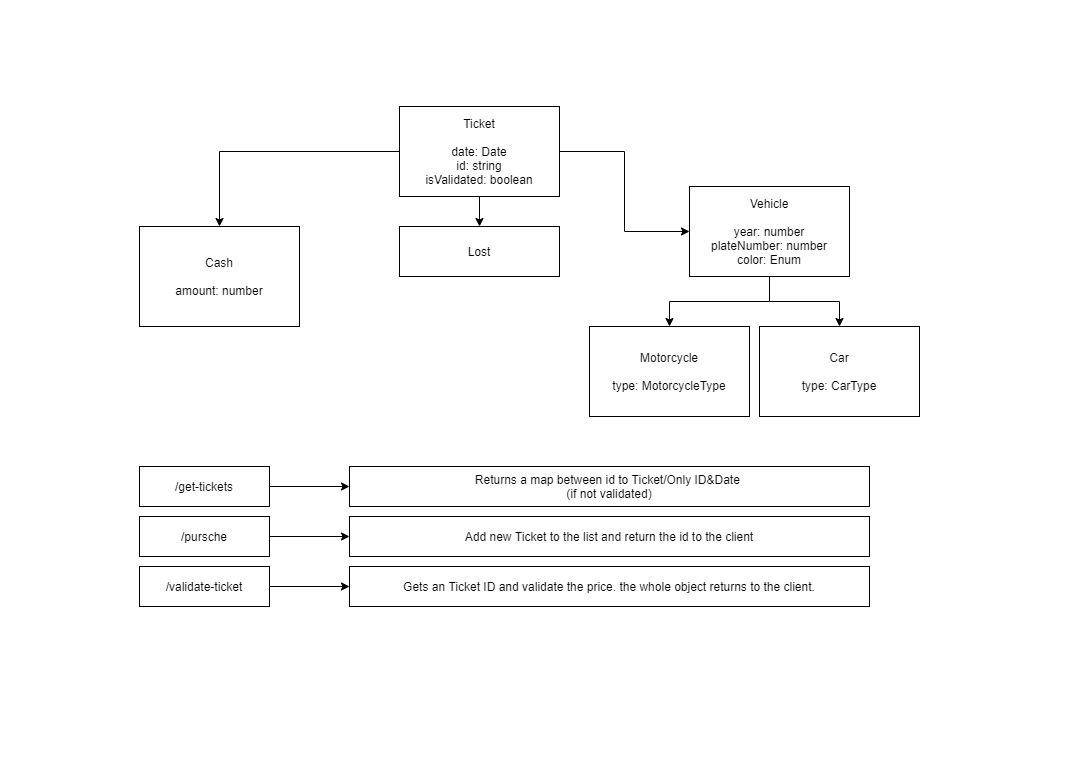 Ticket
date: Date
id: string
isValidated: boolean
Vehicle
year: number
plateNumber: number
color: Enum
Cash
amount: number
Lost
Motorcycle
type: MotorcycleType
Car
type: CarType
/get-tickets
Returns a map between id to Ticket/Only ID&Date
(if not validated)
/pursche
Add new Ticket to the list and return the id to the client
/validate-ticket
Gets an Ticket ID and validate the price. the whole object returns to the client.